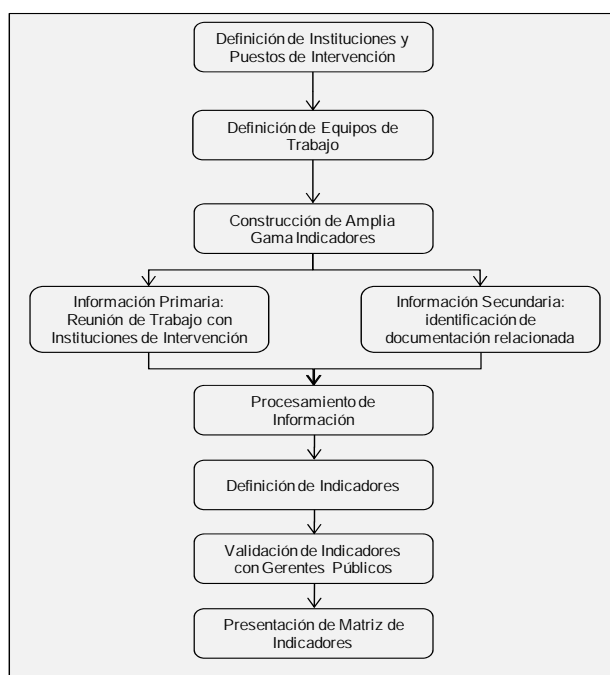 Definición de Instituciones y
Puestos de Intervención
Definición de Equipos de
Trabajo
Construcción de Amplia
Gama Indicadores
Información Primaria:
Reunión de Trabajo con
Instituciones de Intervención
Información Secundaria:
identificación de
documentación relacionada
Procesamiento de
Información
Definición de Indicadores
Validación de Indicadores
con Gerentes Públicos
Presentación de Matriz de
Indicadores